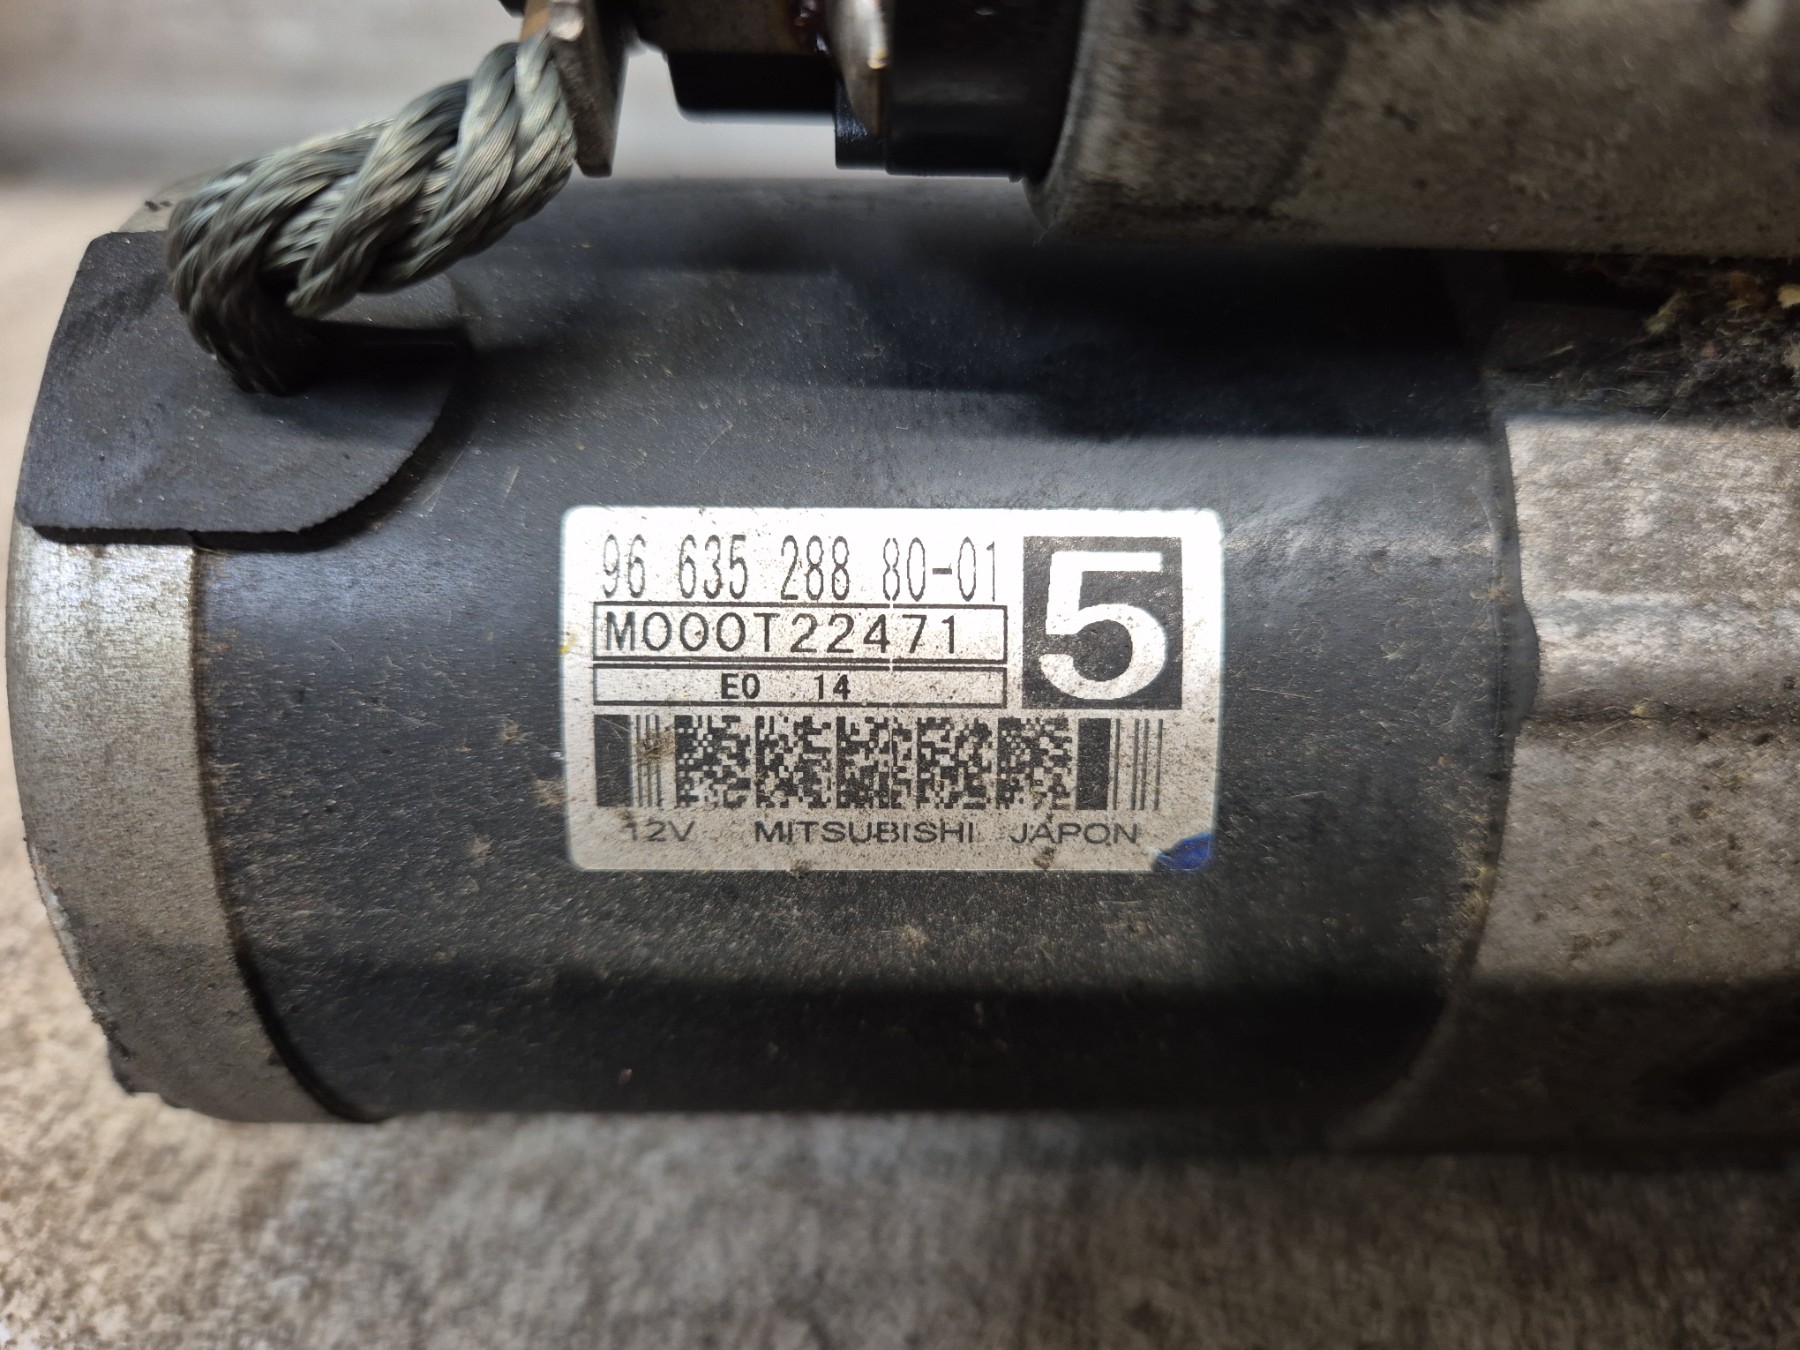 96 635 288 80-01
5
M000T22471
E0 14
12V MITSUBISHI JAPON